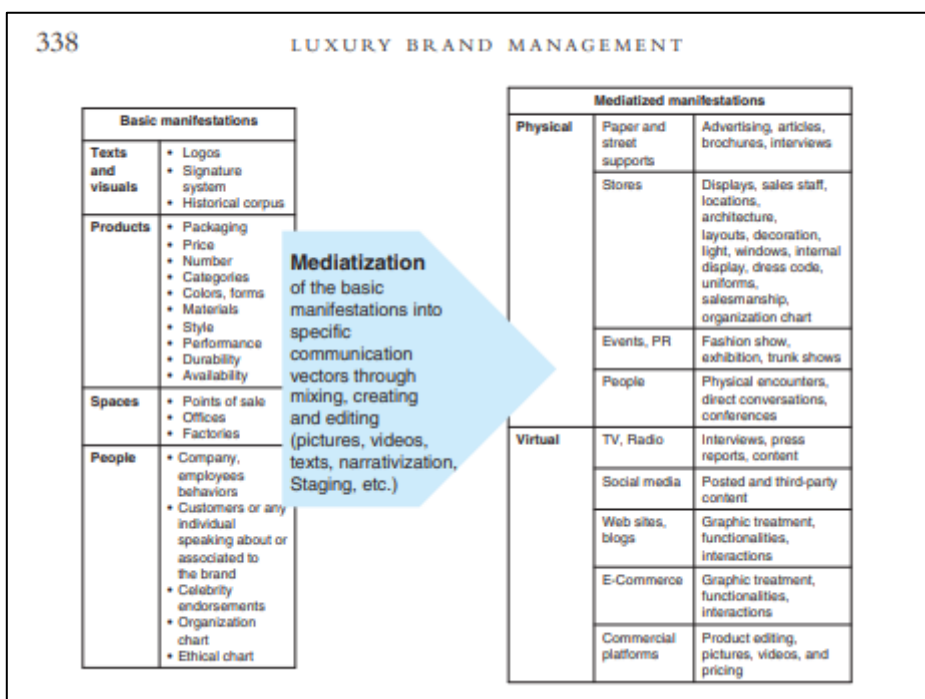 338 LUXURY BRAND MANAGEMENT
Basic manifestations
Texts and visuals
• Logos
• Signature
system
• Historical corpus
Products
• Packaging
• Price
• Number
• Categories
• Colors, forms
• Materials
• Style
• Performance
• Durability
• Availability
Spaces
• Points of sale
• Offices
• Factories
People
• Company,
employees
behaviors
• Customers or any
individual
speaking about or
associated to
the brand
• Celebrity
endorsements
• Organization
chart
• Ethical chart
Mediatization
of the basic
manifestations into
specific
communication
vectors through
mixing, creating
and editing
(pictures, videos,
texts, narrativization,
Staging, etc.)
Mediatized manifestations
Physical
Paper and
street
supports
Advertising, articles,
brochures, interviews
Stores
Displays, sales staff,
locations,
architecture,
layouts, decoration,
light, windows, internal
display, dress code,
uniforms,
salesmanship,
organization chart
Events, PR
Fashion show,
exhibition, trunk shows
People
Physical encounters,
direct conversations,
conferences
Virtual
TV, Radio
Interviews, press
reports, content
Social media
Posted and third-party
content
Web sites,
blogs
Graphic treatment,
functionalities,
interactions
E-Commerce
Graphic treatment,
functionalities,
interactions
Commercial
platforms
Product editing,
pictures, videos, and
pricing